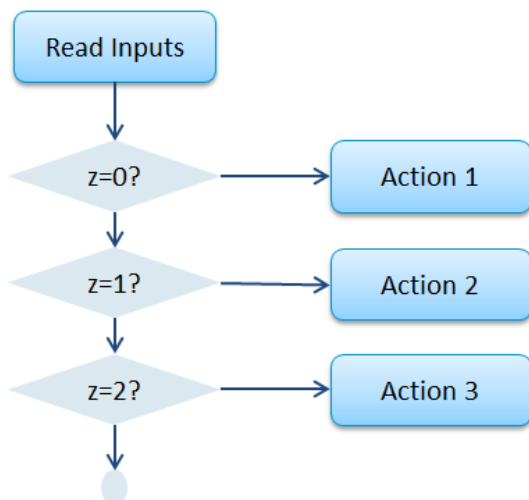 Read Inputs
z=0?
Action 1
z=1?
Action 2
z=2?
Action 3